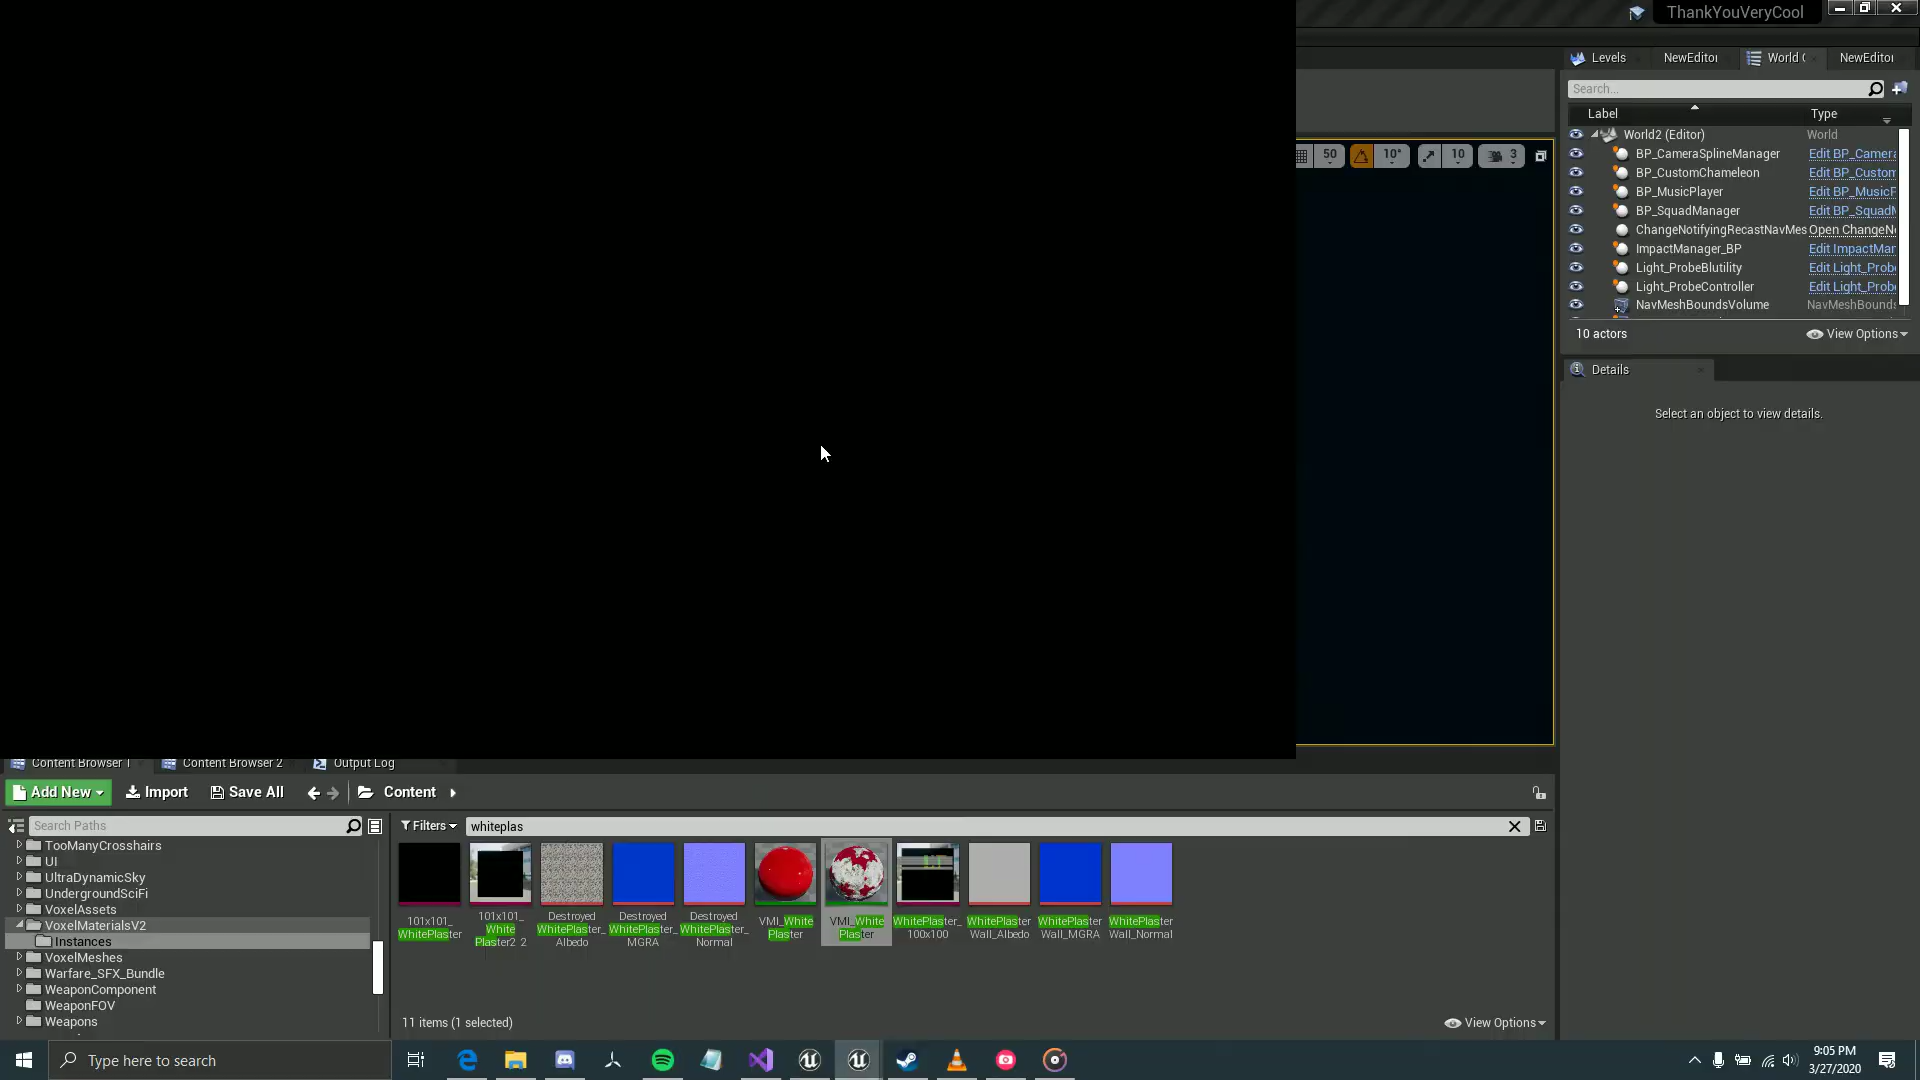 ThankYouVeryCool
Levels
NewEditor
World
NewEditor
Search...
Label
Type
World2 (Editor)
World
BP_CameraSplineManager
Edit BP_Camera
BP_CustomChameleon
Edit BP_Custom
BP_MusicPlayer
Edit BP_MusicP
BP_SquadManager
Edit BP_SquadM
ChangeNotifyingRecastNavMes
Open ChangeN
ImpactManager_BP
Edit ImpactMan
Light_ProbeBlutility
Edit Light_Probe
Light_ProbeController
Edit Light_Probe
NavMeshBoundsVolume
NavMeshBounds
10 actors
View Options
50
10°
10
3
Details
Select an object to view details.
Content Browser 1
Content Browser 2
Output Log
Add New
Import
Save All
Content
Search Paths
Filters
whiteplas
TooManyCrosshairs
UI
UltraDynamicSky
UndergroundSciFi
VoxelAssets
VoxelMaterialsV2
Instances
VoxelMeshes
Warfare_SFX_Bundle
WeaponComponent
WeaponFOV
Weapons
101x101_
WhitePlaster
101x101_
White
Plaster2_2
Destroyed
WhitePlaster_
Albedo
Destroyed
WhitePlaster_
MGRA
Destroyed
WhitePlaster_
Normal
VMI_White
Plaster
VMI_White
Plaster
WhitePlaster_
100x100
WhitePlaster
Wall_Albedo
WhitePlaster
Wall_MGRA
WhitePlaster
Wall_Normal
11 items (1 selected)
View Options
Type here to search
9:05 PM
3/27/2020